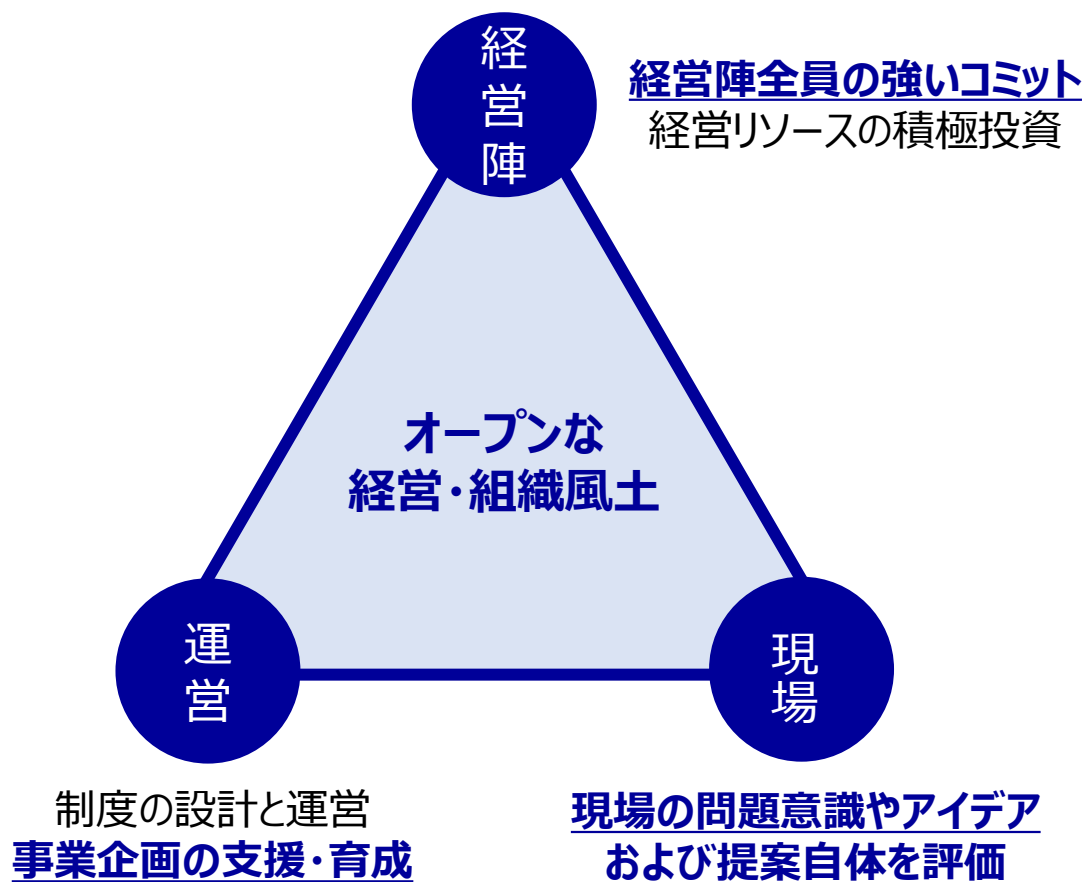 経営陣
経営陣全員の強いコミット
経営リソースの積極投資
オープンな
経営・組織風土
運営
現場
制度の設計と運営
事業企画の支援・育成
現場の問題意識やアイデア
および提案自体を評価